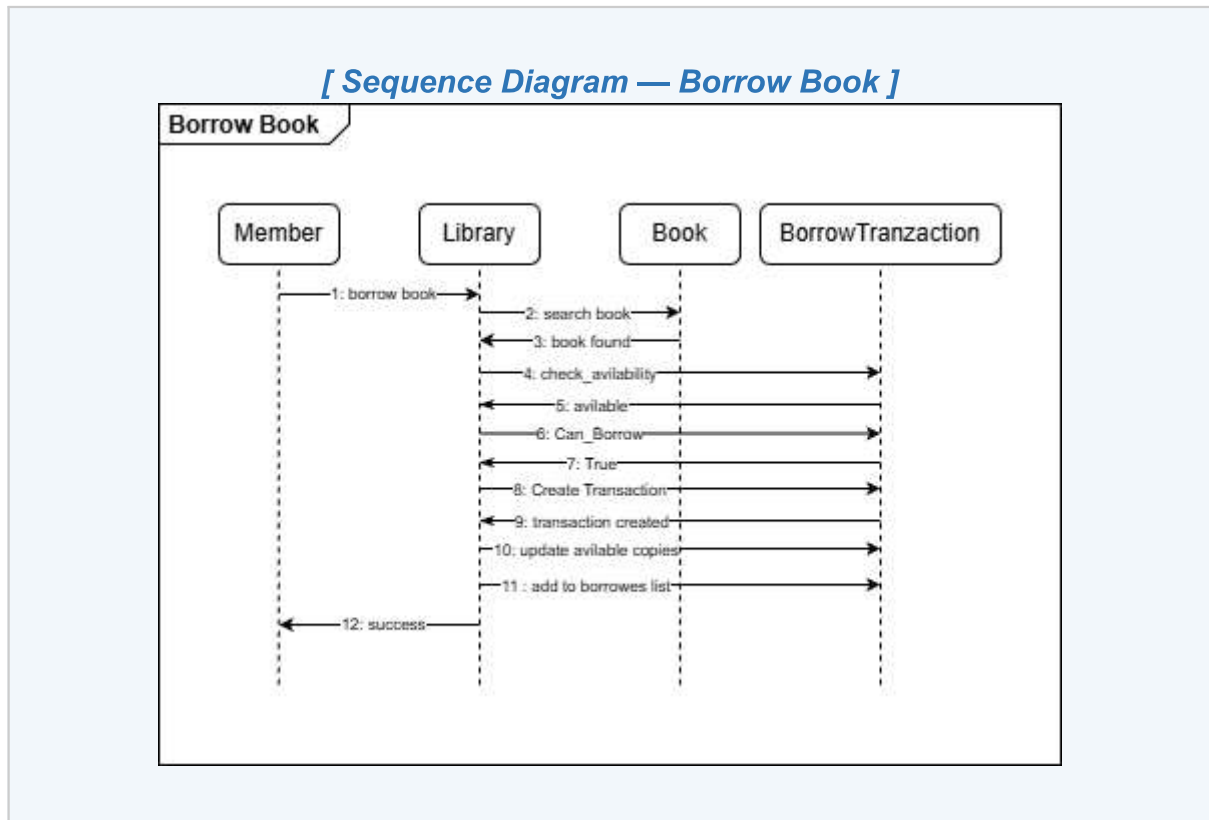 [ Sequence Diagram — Borrow Book ]
Borrow Book
Member
Library
Book
BorrowTranzaction
1: borrow book
2: search book
3: book found
4: check_avilability
5: avilable
6: Can_Borrow
7: True
8: Create Transaction
9: transaction created
10: update avilable copies
11 : add to borrowes list
12: success